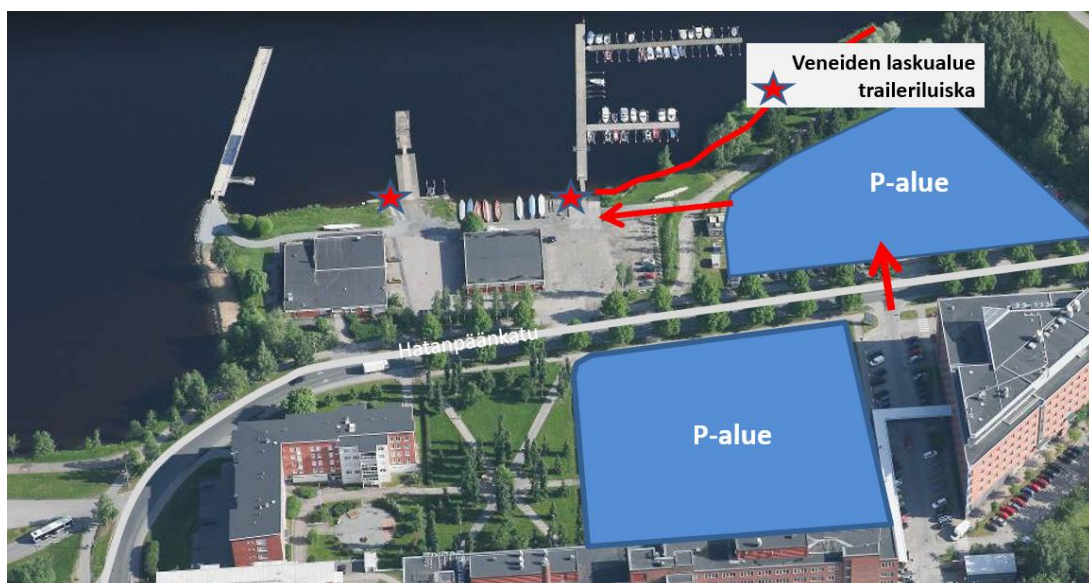 Veneiden laskualue
traileriluiska
P-alue
Hatanpäänkatu
P-alue